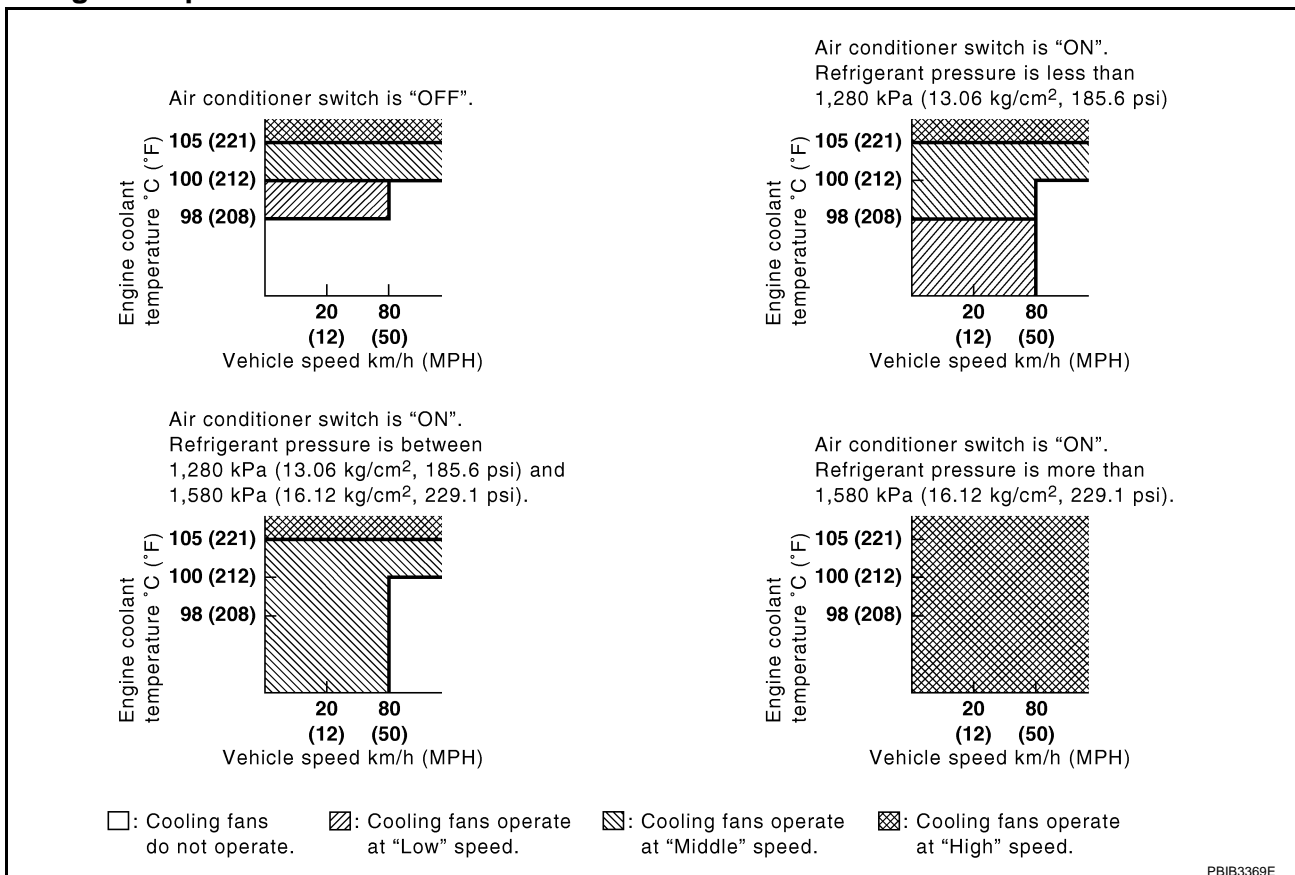 Air conditioner switch is “OFF”.
Engine coolant
temperature ˚C (˚F)
105 (221)
100 (212)
98 (208)
20 80
(12) (50)
Vehicle speed km/h (MPH)
Air conditioner switch is “ON”.
Refrigerant pressure is less than
1,280 kPa (13.06 kg/cm², 185.6 psi)
Engine coolant
temperature ˚C (˚F)
105 (221)
100 (212)
98 (208)
20 80
(12) (50)
Vehicle speed km/h (MPH)
Air conditioner switch is “ON”.
Refrigerant pressure is between
1,280 kPa (13.06 kg/cm², 185.6 psi) and
1,580 kPa (16.12 kg/cm², 229.1 psi).
Engine coolant
temperature ˚C (˚F)
105 (221)
100 (212)
98 (208)
20 80
(12) (50)
Vehicle speed km/h (MPH)
Air conditioner switch is “ON”.
Refrigerant pressure is more than
1,580 kPa (16.12 kg/cm², 229.1 psi).
Engine coolant
temperature ˚C (˚F)
105 (221)
100 (212)
98 (208)
20 80
(12) (50)
Vehicle speed km/h (MPH)
: Cooling fans
do not operate.
: Cooling fans operate
at “Low” speed.
: Cooling fans operate
at “Middle” speed.
: Cooling fans operate
at “High” speed.
PBIB3369E